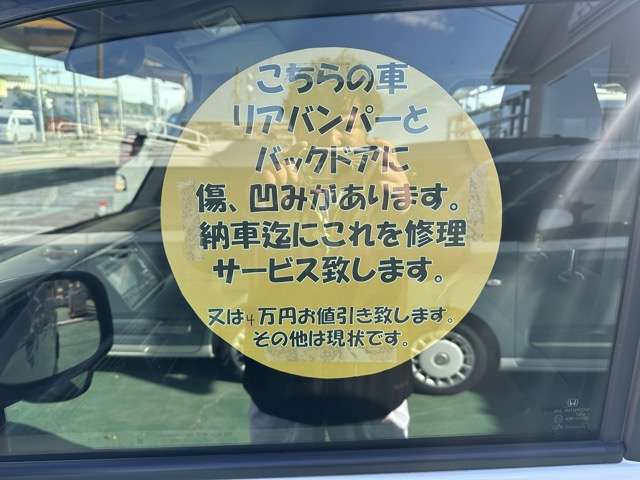 こちらの車
リアバンパーと
バックドアに
傷、凹みがあります。
納車迄にこれを修理
サービス致します。
又は4万円お値引き致します。
その他は現状です。
HONDA